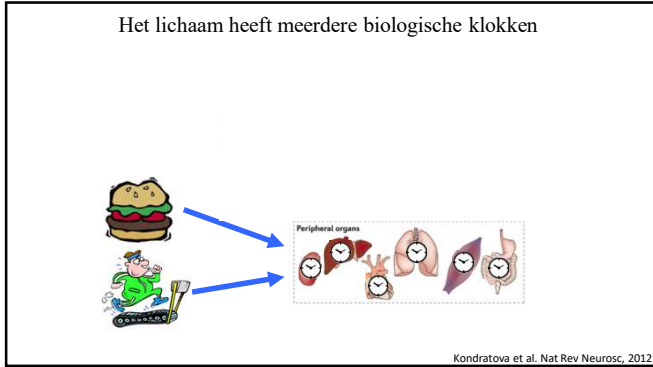 Het lichaam heeft meerdere biologische klokken
Peripheral organs
Kondratova et al. Nat Rev Neurosc, 2012